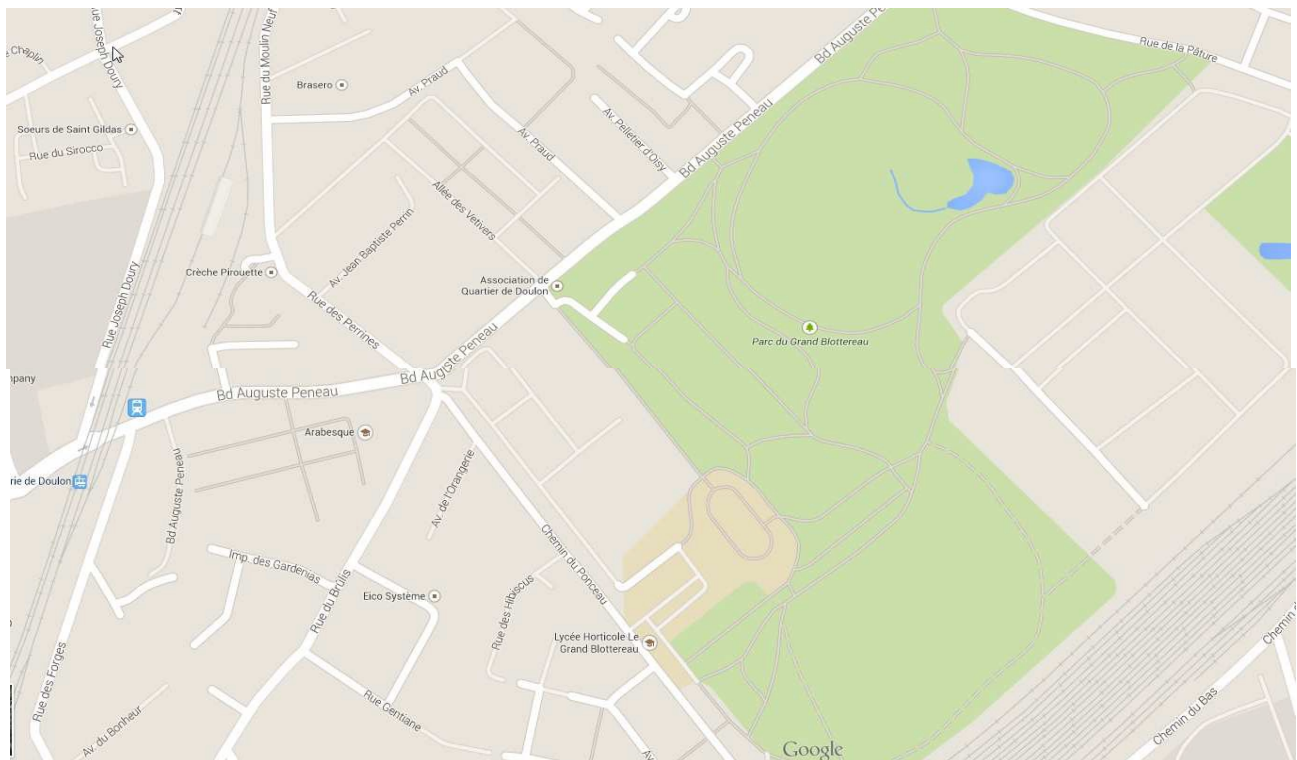 Bd Auguste Pe
Rue de la Pâture
ue Joseph Doury
Chaplin
Rue du Moulin Neuf
Brasero
Av. Praud
Av. Pelletier d'Oisy
Soeurs de Saint Gildas
Rue du Sirocco
Av. Praud
Bd Auguste Peneau
Allée des Vetivers
Av. Jean Baptiste Perrin
Crèche Pirouette
Association de
Quartier de Doulon
Rue Joseph Doury
Rue des Perrines
Parc du Grand Blottereau
mpany
Bd Auguste Peneau
Bd Auguste Peneau
Arabesque
rie de Doulon
Bd Auguste Peneau
Av. de l'Orangerie
Chemin du Ponceau
Imp. des Gardenias
Rue du Brûlis
Eico Système
Rue des Hibiscus
Lycée Horticole Le
Grand Blottereau
Chemin d
Rue des Forges
Rue Gentiane
Av. du Bonheur
Av
Chemin du Bas
Google